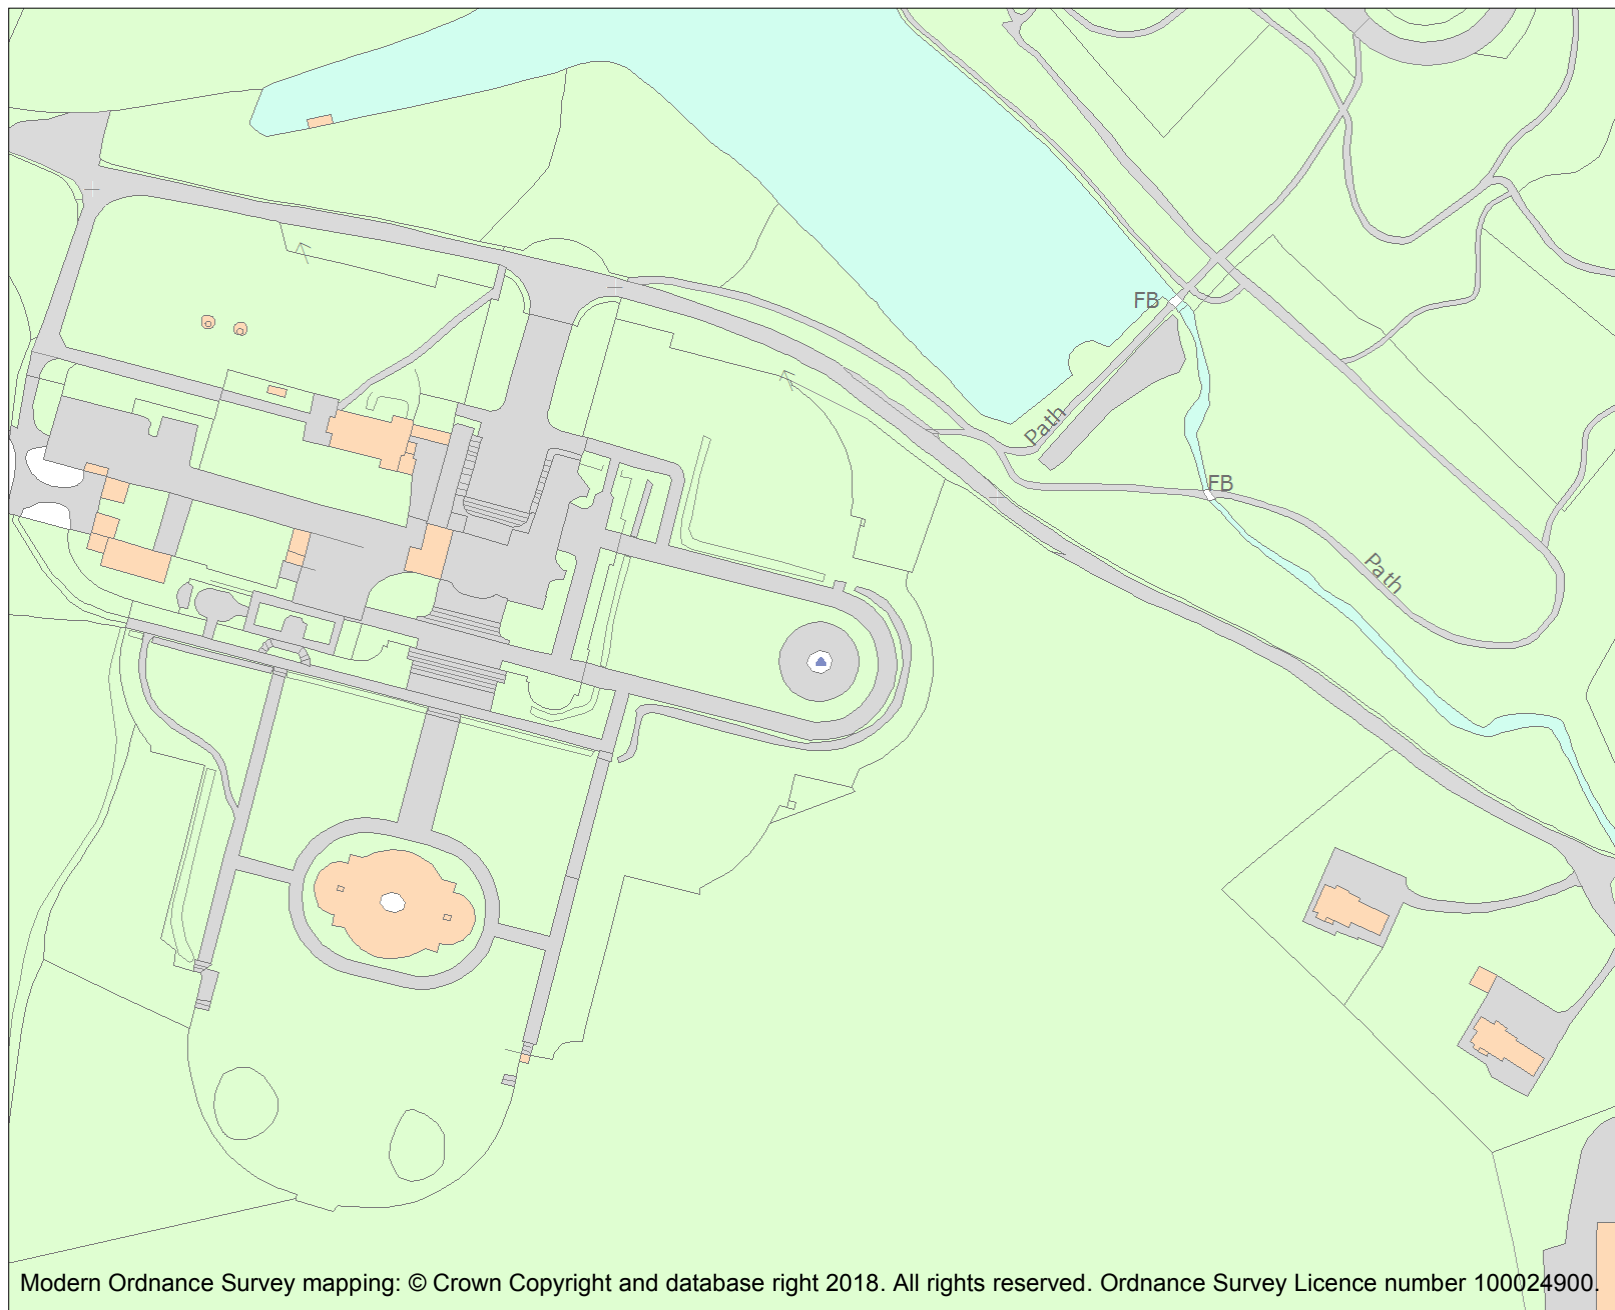 FB
Path
FB
Path
Modern Ordnance Survey mapping: © Crown Copyright and database right 2018. All rights reserved. Ordnance Survey Licence number 100024900.